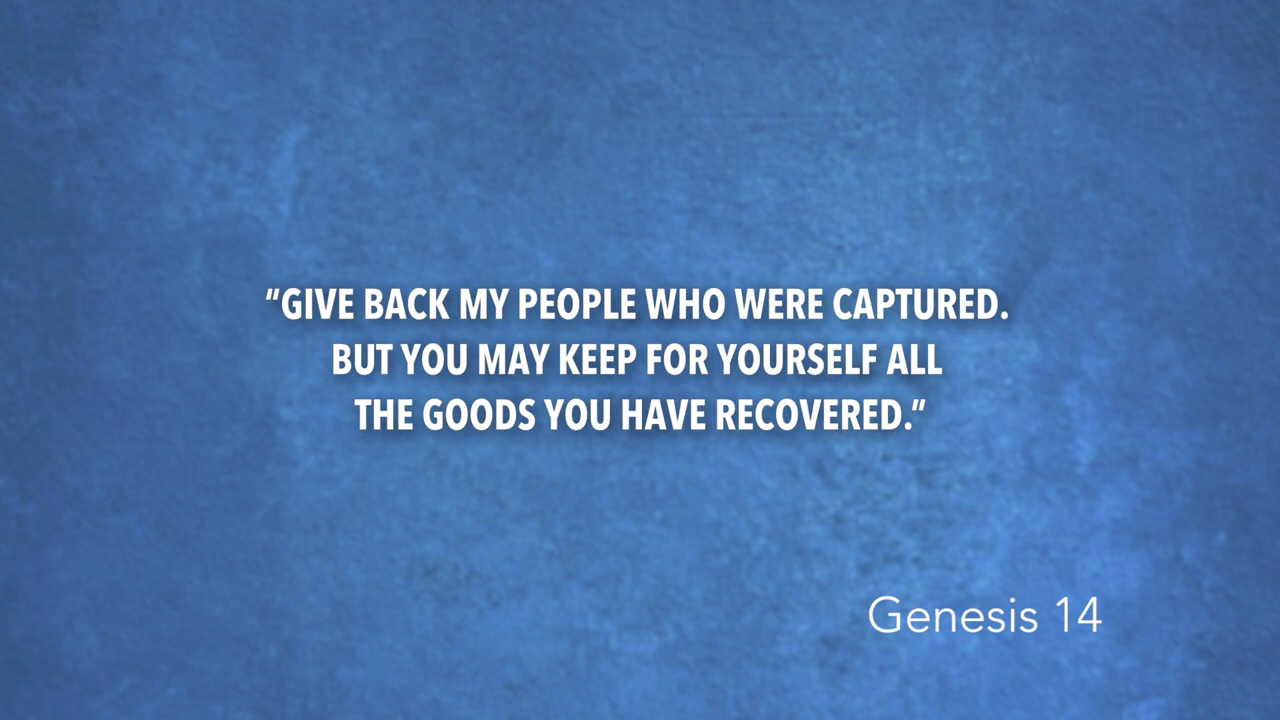 “GIVE BACK MY PEOPLE WHO WERE CAPTURED.
BUT YOU MAY KEEP FOR YOURSELF ALL
THE GOODS YOU HAVE RECOVERED.”
Genesis 14